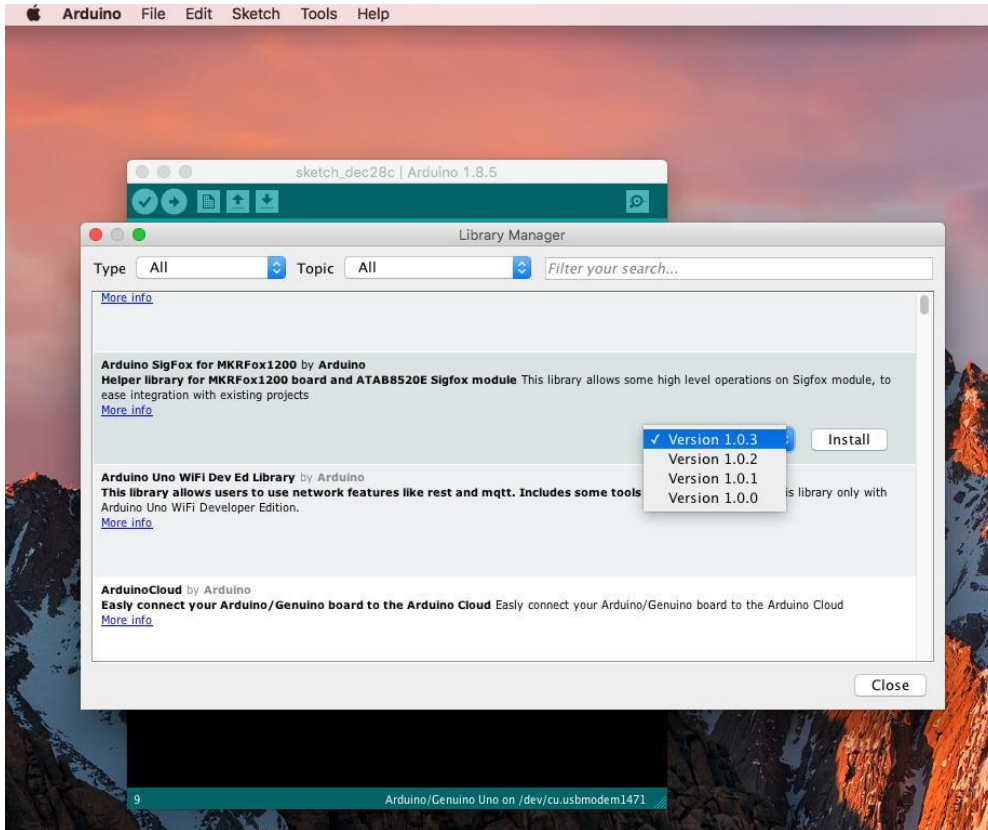 Arduino File Edit Sketch Tools Help
sketch_dec28c | Arduino 1.8.5
Library Manager
Type All Topic All Filter your search...
More info
Arduino SigFox for MKRFox1200 by Arduino
Helper library for MKRFox1200 board and ATAB8520E Sigfox module This library allows some high level operations on Sigfox module, to
ease integration with existing projects
More info
✓ Version 1.0.3 Install
Version 1.0.2
Version 1.0.1
Version 1.0.0
Arduino Uno WiFi Dev Ed Library by Arduino
This library allows users to use network features like rest and mqtt. Includes some tools is library only with
Arduino Uno WiFi Developer Edition.
More info
ArduinoCloud by Arduino
Easly connect your Arduino/Genuino board to the Arduino Cloud Easly connect your Arduino/Genuino board to the Arduino Cloud
More info
Close
9 Arduino/Genuino Uno on /dev/cu.usbmodem1471